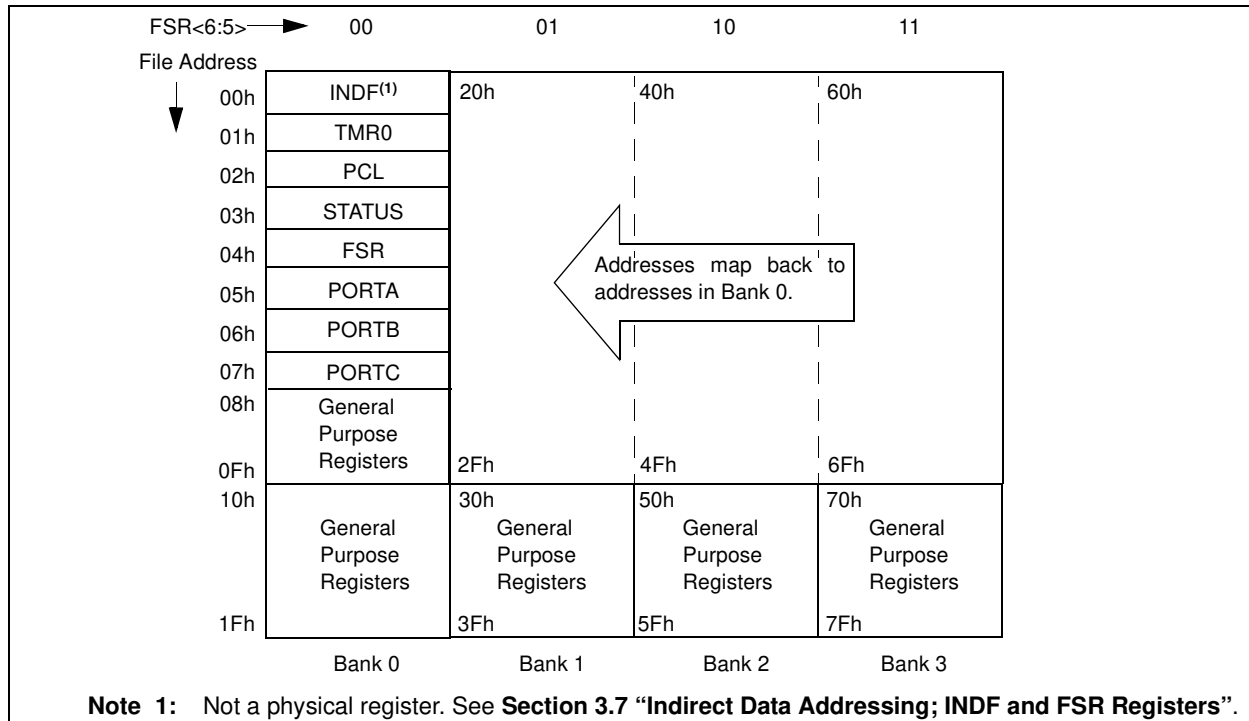 FSR<6:5> 00 01 10 11
File Address
00h INDF(1) 20h 40h 60h
01h TMR0
02h PCL
03h STATUS
04h FSR
Addresses map back to
addresses in Bank 0.
05h PORTA
06h PORTB
07h PORTC
08h General
Purpose
Registers
0Fh 2Fh 4Fh 6Fh
10h 30h 50h 70h
General General General General
Purpose Purpose Purpose Purpose
Registers Registers Registers Registers
1Fh 3Fh 5Fh 7Fh
Bank 0 Bank 1 Bank 2 Bank 3
Note 1: Not a physical register. See Section 3.7 “Indirect Data Addressing; INDF and FSR Registers”.